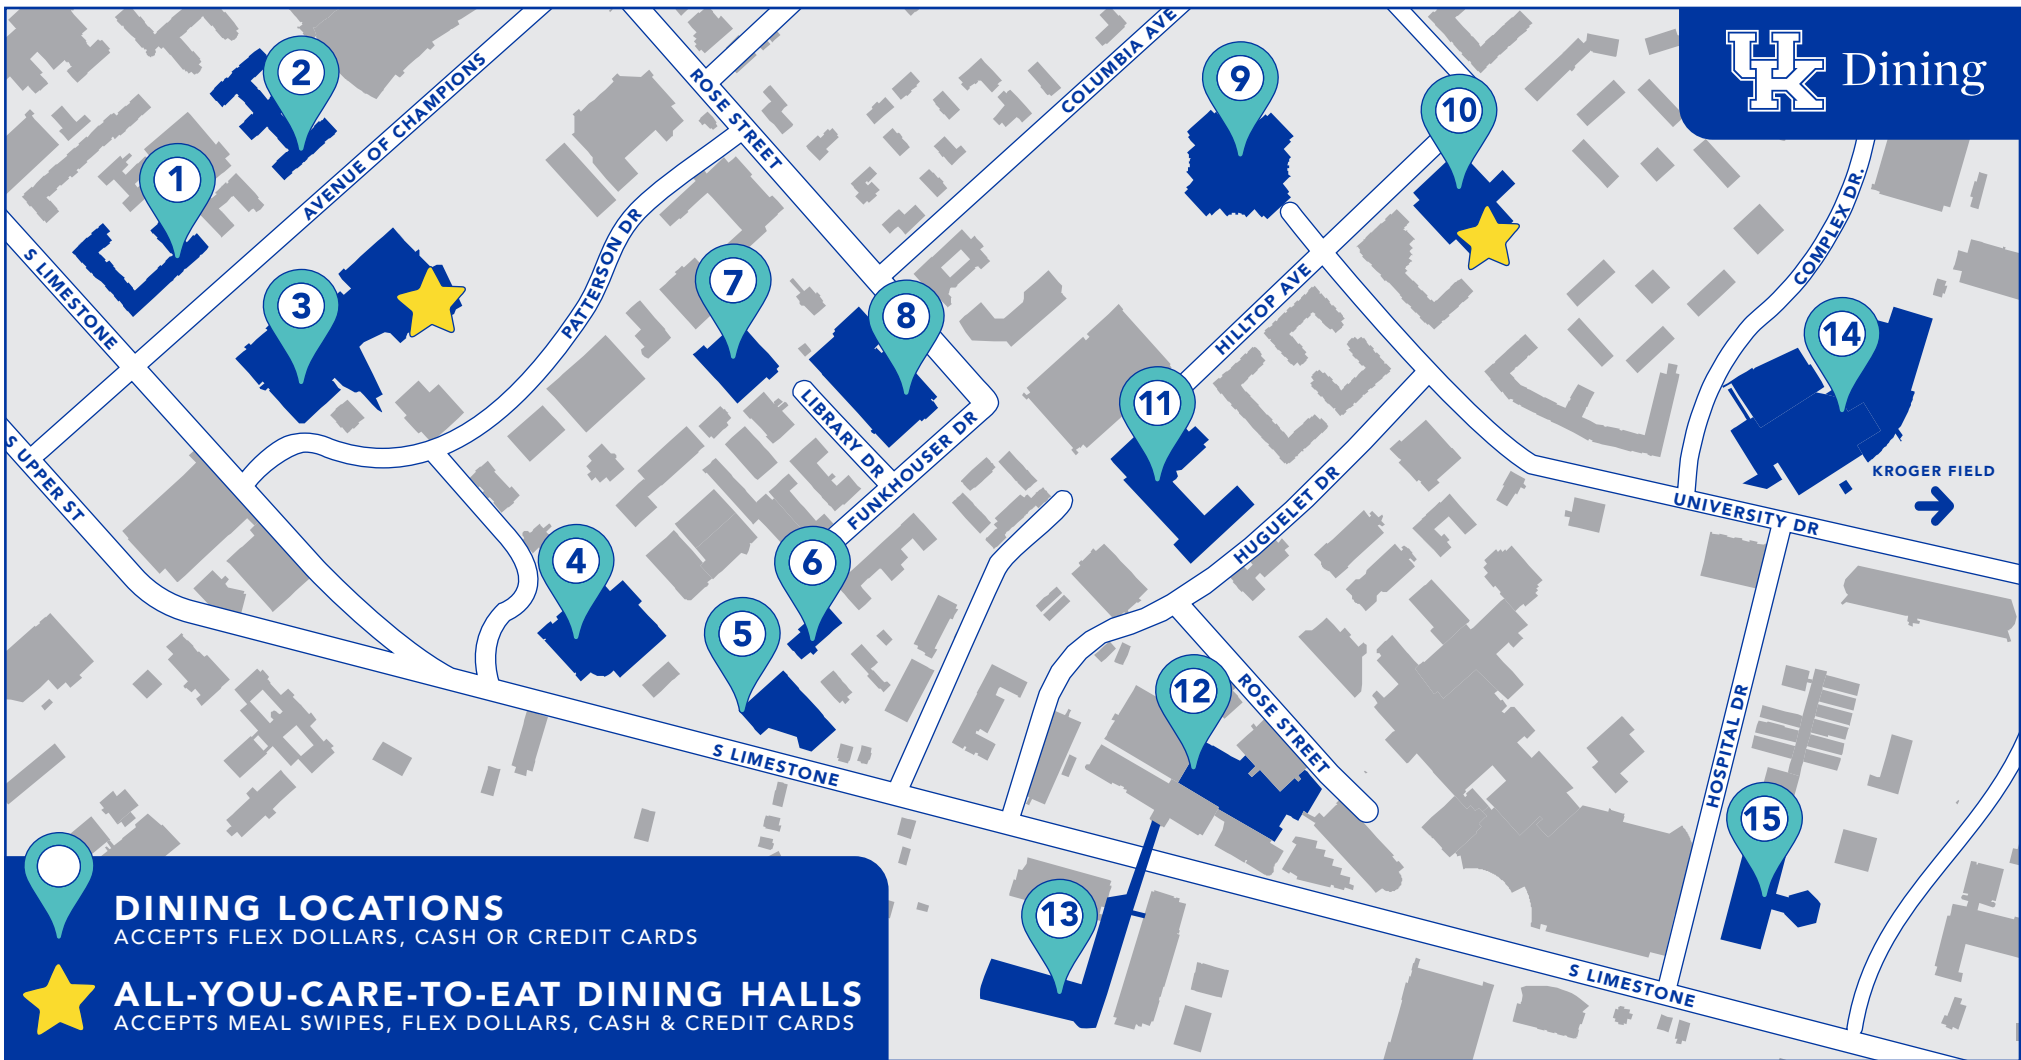 UK Dining
2
9
10
1
AVENUE OF CHAMPIONS
ROSE STREET
COLUMBIA AVE
S LIMESTONE
3
PATTERSON DR
7
8
HILLTOP AVE
COMPLEX DR.
14
11
LIBRARY DR
FUNKHOUSER DR
KROGER FIELD
S UPPER ST
HUGUELET DR
UNIVERSITY DR
4
6
5
12
ROSE STREET
S LIMESTONE
HOSPITAL DR
15
13
S LIMESTONE
DINING LOCATIONS
ACCEPTS FLEX DOLLARS, CASH OR CREDIT CARDS
ALL-YOU-CARE-TO-EAT DINING HALLS
ACCEPTS MEAL SWIPES, FLEX DOLLARS, CASH & CREDIT CARDS